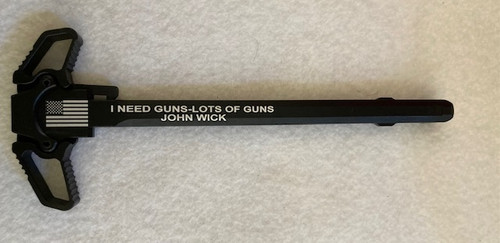 I NEED GUNS-LOTS OF GUNS
JOHN WICK